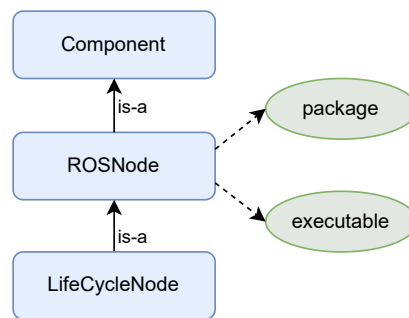 Component
is-a
package
ROSNode
executable
is-a
LifeCycleNode